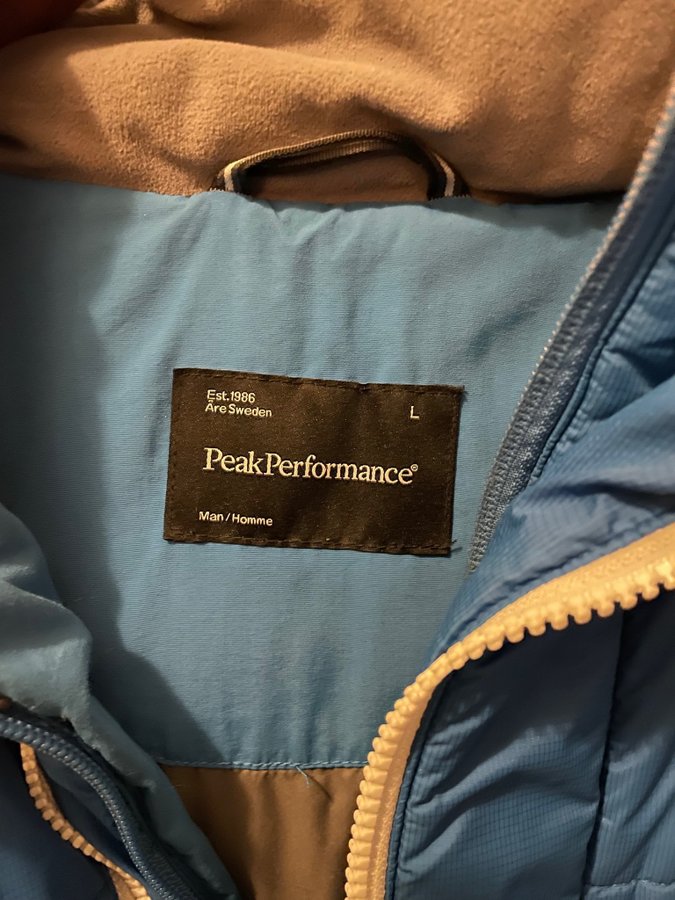 Est.1986
Åre Sweden
L
PeakPerformance®
Man/Homme